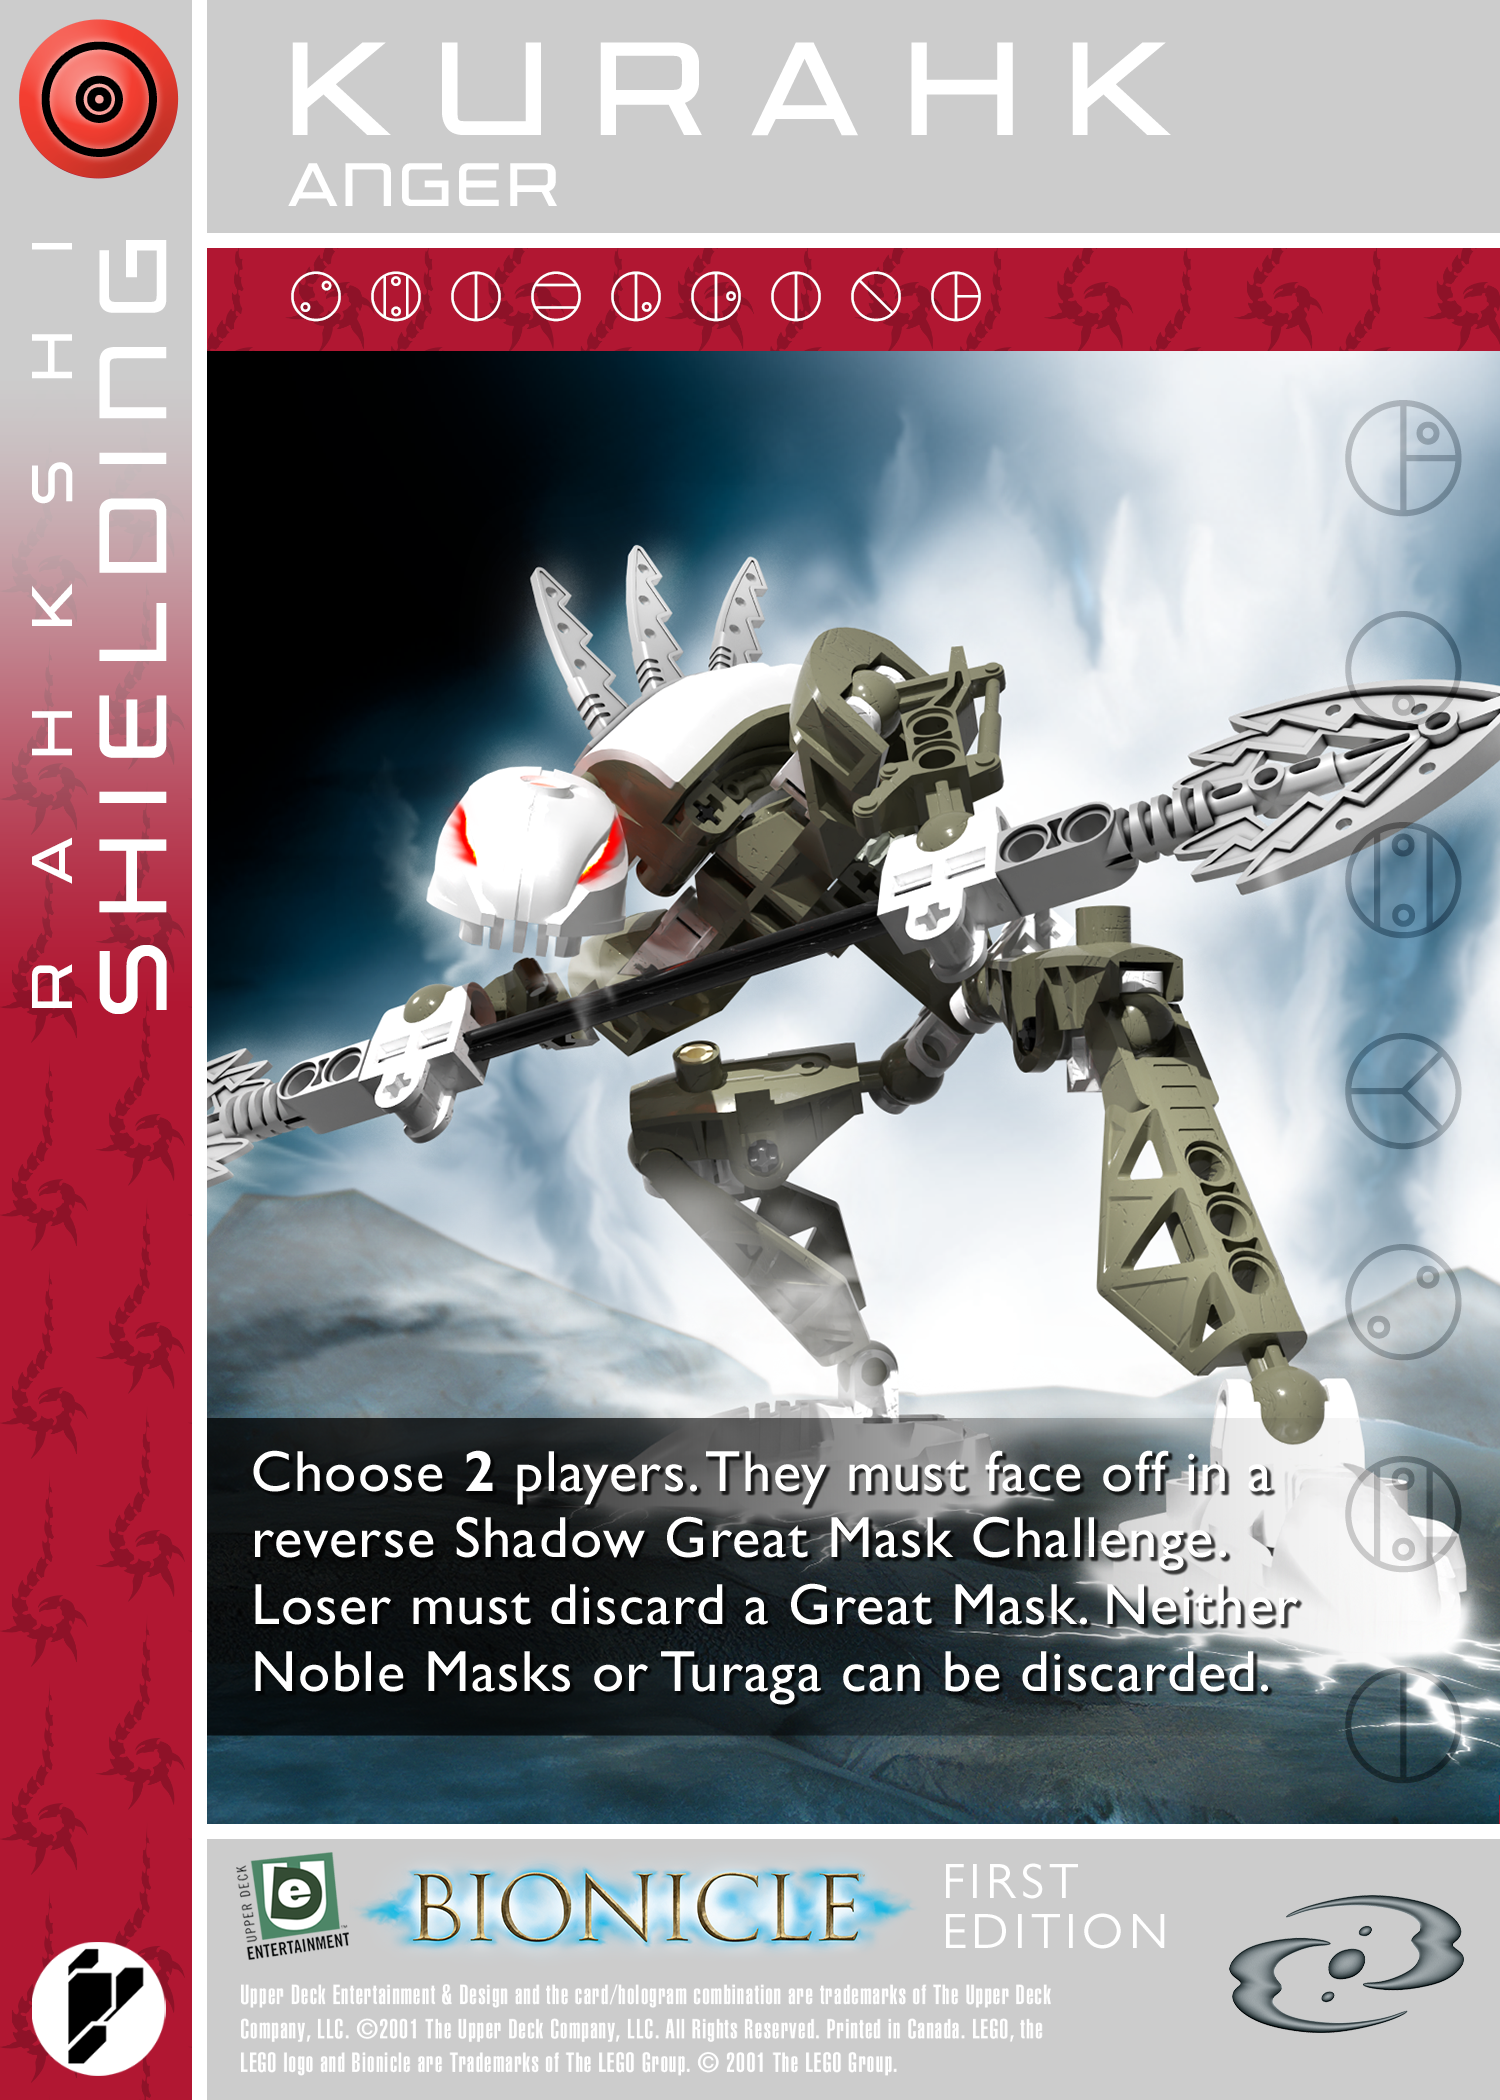 KURAHK
ANGER
RAHKSHI
SHIELDING
Choose 2 players. They must face off in a
reverse Shadow Great Mask Challenge.
Loser must discard a Great Mask. Neither
Noble Masks or Turaga can be discarded.
UPPER DECK
e
ENTERTAINMENT
™
BIONICLE
FIRST
EDITION
Upper Deck Entertainment & Design and the card/hologram combination are trademarks of The Upper Deck
Company, LLC. ©2001 The Upper Deck Company, LLC. All Rights Reserved. Printed in Canada. LEGO, the
LEGO logo and Bionicle are Trademarks of The LEGO Group. © 2001 The LEGO Group.